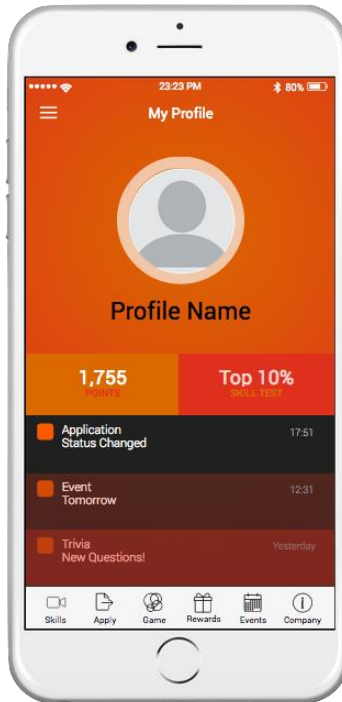 23:23 PM
80%
My Profile
Profile Name
1,755
POINTS
Top 10%
SKILL TEST
Application
Status Changed
17:51
Event
Tomorrow
12:31
Trivia
New Questions!
Yesterday
Skills
Apply
Game
Rewards
Events
Company